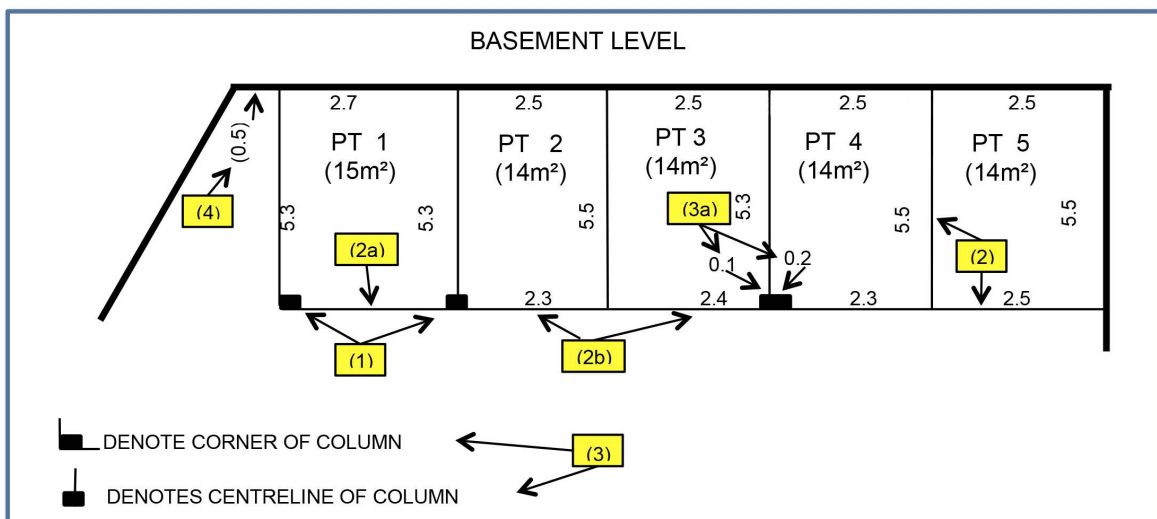 BASEMENT LEVEL
2.7 2.5 2.5 2.5 2.5
PT 1 PT 2 PT 3 PT 4 PT 5
(15m²) (14m²) (14m²) (14m²) (14m²)
(0.5)
(4) (3a)
5.3 5.3 5.5 5.3 5.5 5.5
(2a) (2)
0.1 0.2
2.3 2.4 2.3 2.5
(1) (2b)
DENOTE CORNER OF COLUMN
(3)
DENOTES CENTRELINE OF COLUMN